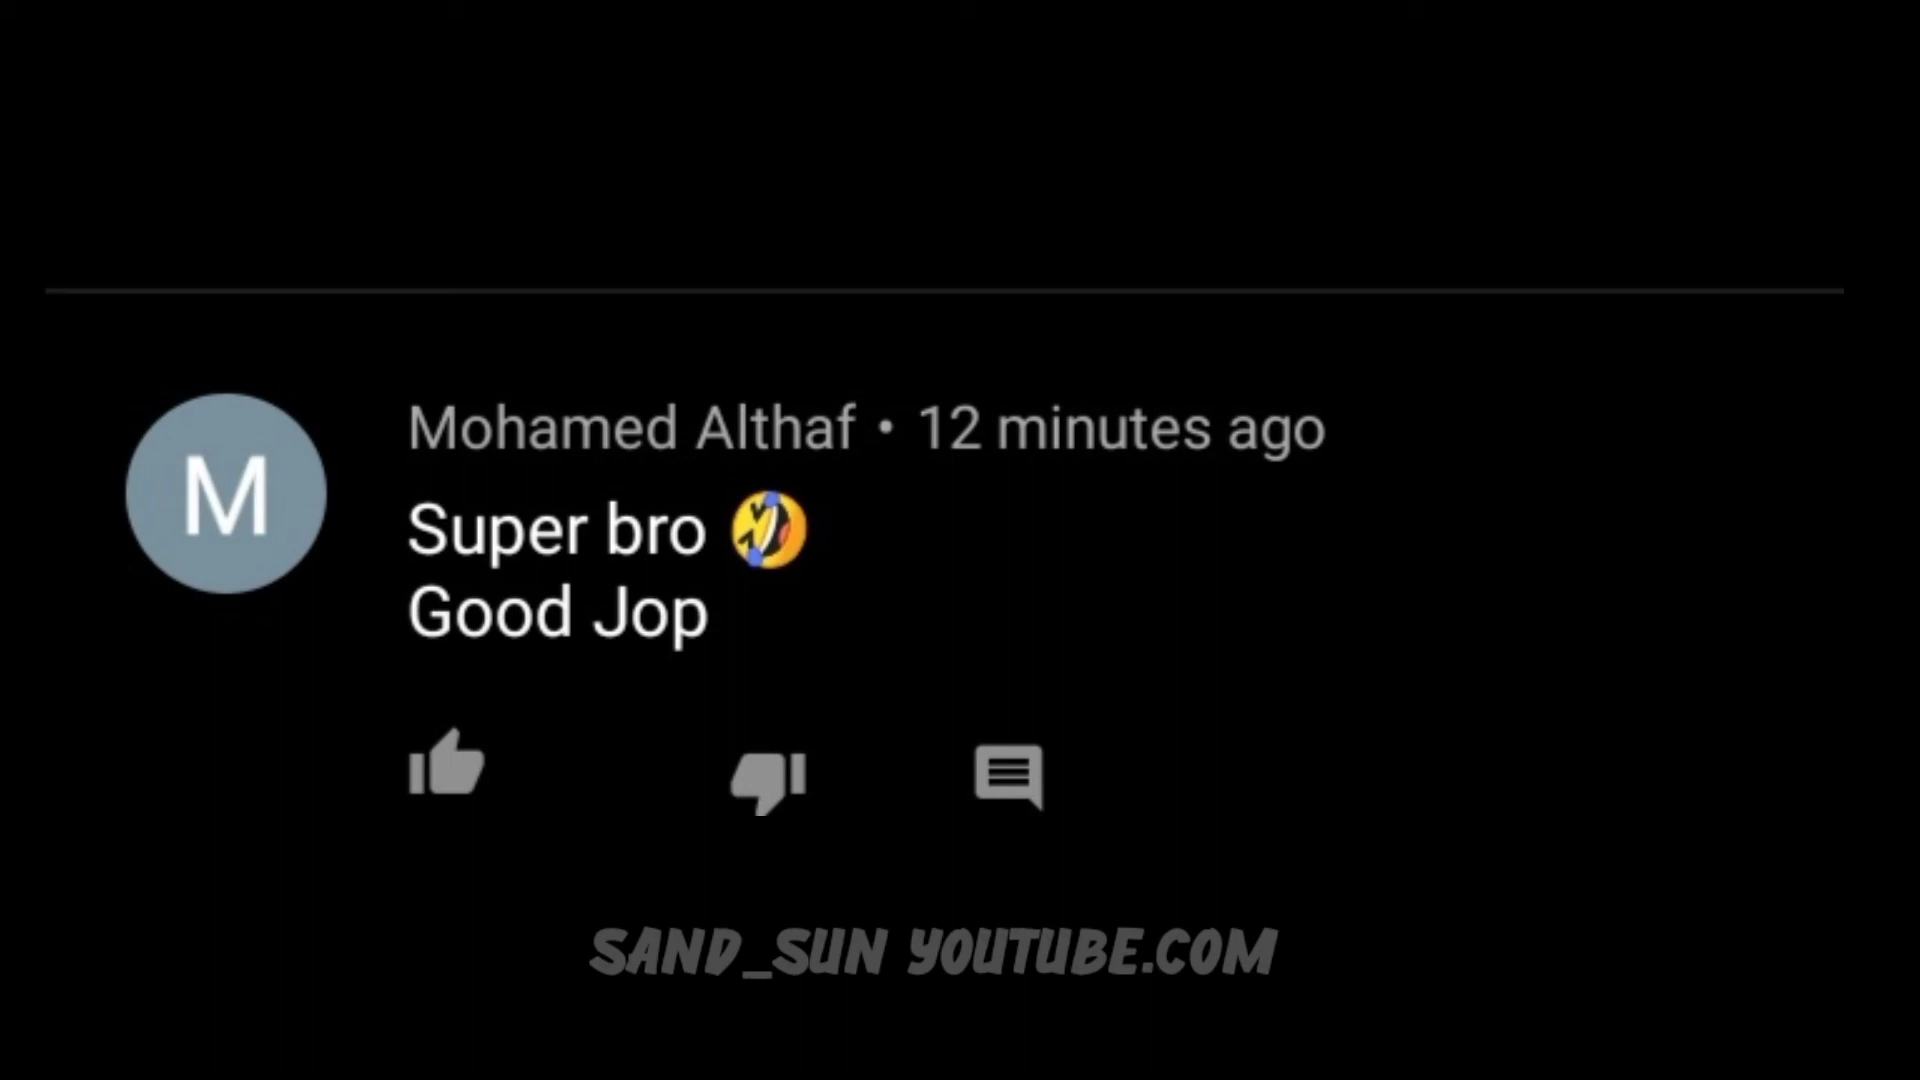 M
Mohamed Althaf • 12 minutes ago
Super bro 🤣
Good Jop
SAND_SUN YOUTUBE.COM